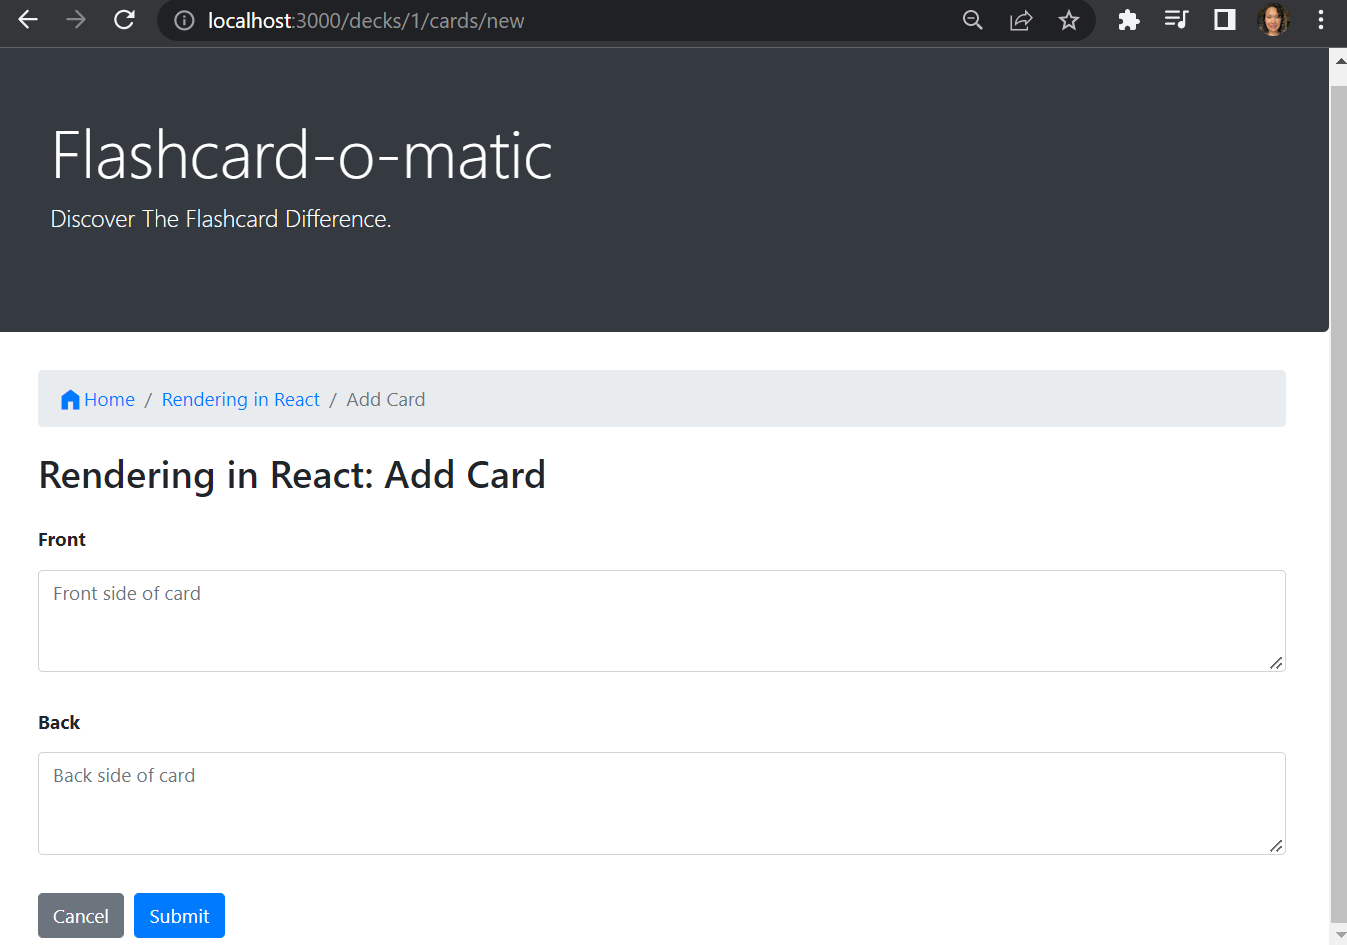 localhost:3000/decks/1/cards/new
Flashcard-o-matic
Discover The Flashcard Difference.
Home / Rendering in React / Add Card
Rendering in React: Add Card
Front
Front side of card
Back
Back side of card
Cancel Submit